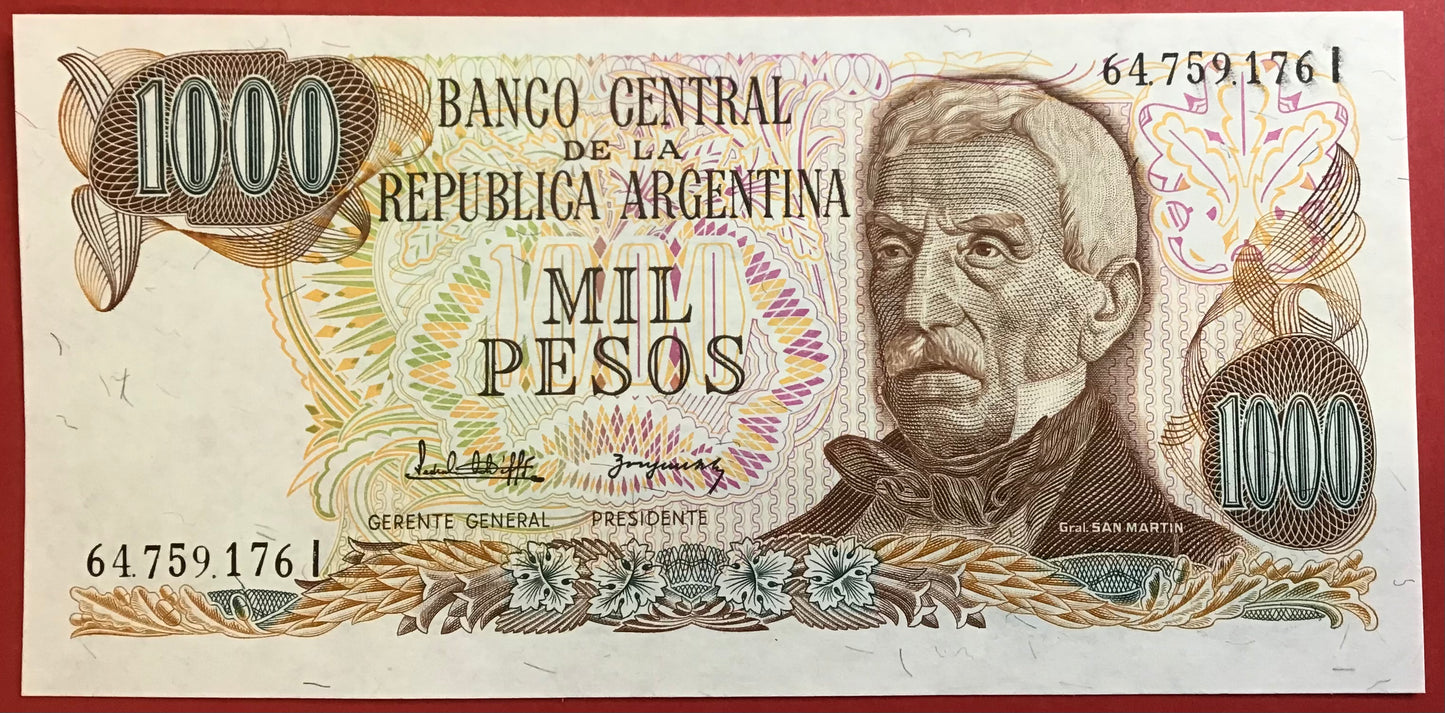 1000
64.759.176 I
BANCO CENTRAL
DE LA
REPUBLICA ARGENTINA
1000
MIL
PESOS
1000
GERENTE GENERAL PRESIDENTE
Gral. SAN MARTIN
64.759.176 I